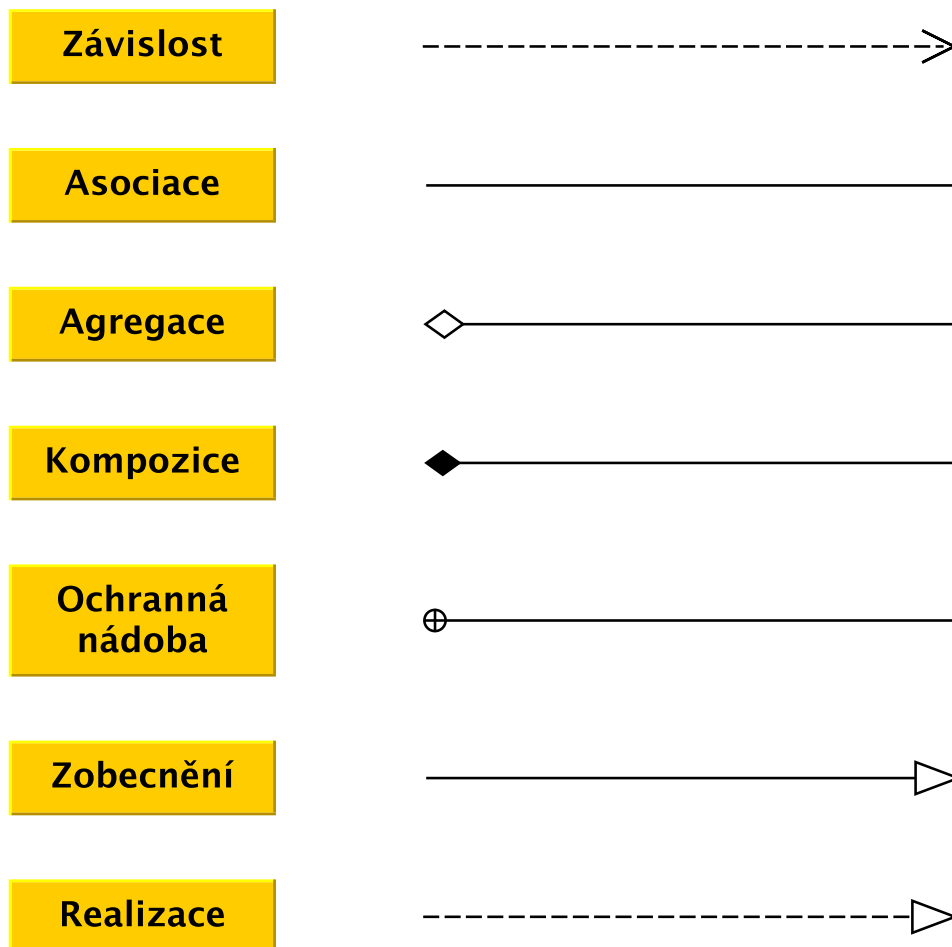 Závislost
Asociace
Agregace
Kompozice
Ochranná
nádoba
Zobecnění
Realizace